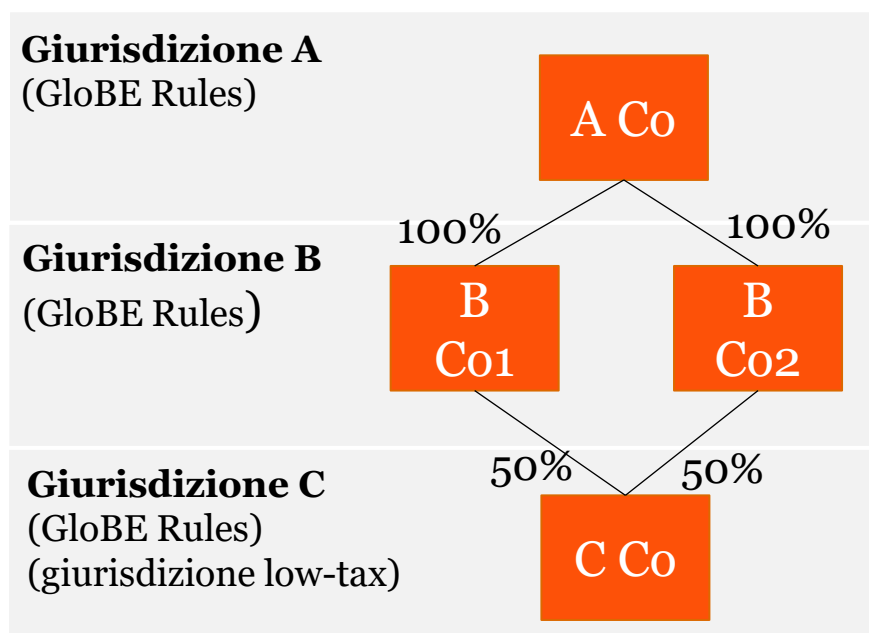 Giurisdizione A
(GloBE Rules)
A Co
100%
100%
Giurisdizione B
(GloBE Rules)
B
Co1
B
Co2
50%
50%
Giurisdizione C
(GloBE Rules)
(giurisdizione low-tax)
C Co